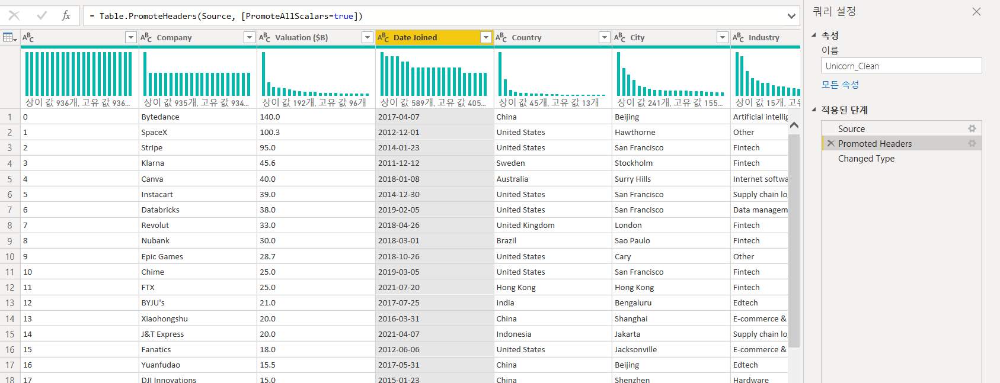 fx = Table.PromoteHeaders(Source, [PromoteAllScalars=true])
ABC ABC Company ABC Valuation ($B) ABC Date Joined ABC Country ABC City ABC Industry
상이 값 936개, 고유 값 936... 상이 값 935개, 고유 값 934... 상이 값 192개, 고유 값 96개 상이 값 589개, 고유 값 405... 상이 값 45개, 고유 값 13개 상이 값 241개, 고유 값 155... 상이 값 15개, 고유
1 0 Bytedance 140.0 2017-04-07 China Beijing Artificial intellig
2 1 SpaceX 100.3 2012-12-01 United States Hawthorne Other
3 2 Stripe 95.0 2014-01-23 United States San Francisco Fintech
4 3 Klarna 45.6 2011-12-12 Sweden Stockholm Fintech
5 4 Canva 40.0 2018-01-08 Australia Surry Hills Internet softwa
6 5 Instacart 39.0 2014-12-30 United States San Francisco Supply chain lo
7 6 Databricks 38.0 2019-02-05 United States San Francisco Data managem
8 7 Revolut 33.0 2018-04-26 United Kingdom London Fintech
9 8 Nubank 30.0 2018-03-01 Brazil Sao Paulo Fintech
10 9 Epic Games 28.7 2018-10-26 United States Cary Other
11 10 Chime 25.0 2019-03-05 United States San Francisco Fintech
12 11 FTX 25.0 2021-07-20 Hong Kong Hong Kong Fintech
13 12 BYJU's 21.0 2017-07-25 India Bengaluru Edtech
14 13 Xiaohongshu 20.0 2016-03-31 China Shanghai E-commerce &
15 14 J&T Express 20.0 2021-04-07 Indonesia Jakarta Supply chain lo
16 15 Fanatics 18.0 2012-06-06 United States Jacksonville E-commerce &
17 16 Yuanfudao 15.5 2017-05-31 China Beijing Edtech
18 17 DJI Innovations 15.0 2015-01-23 China Shenzhen Hardware
쿼리 설정
속성
이름
Unicorn_Clean
모든 속성
적용된 단계
Source
Promoted Headers
Changed Type